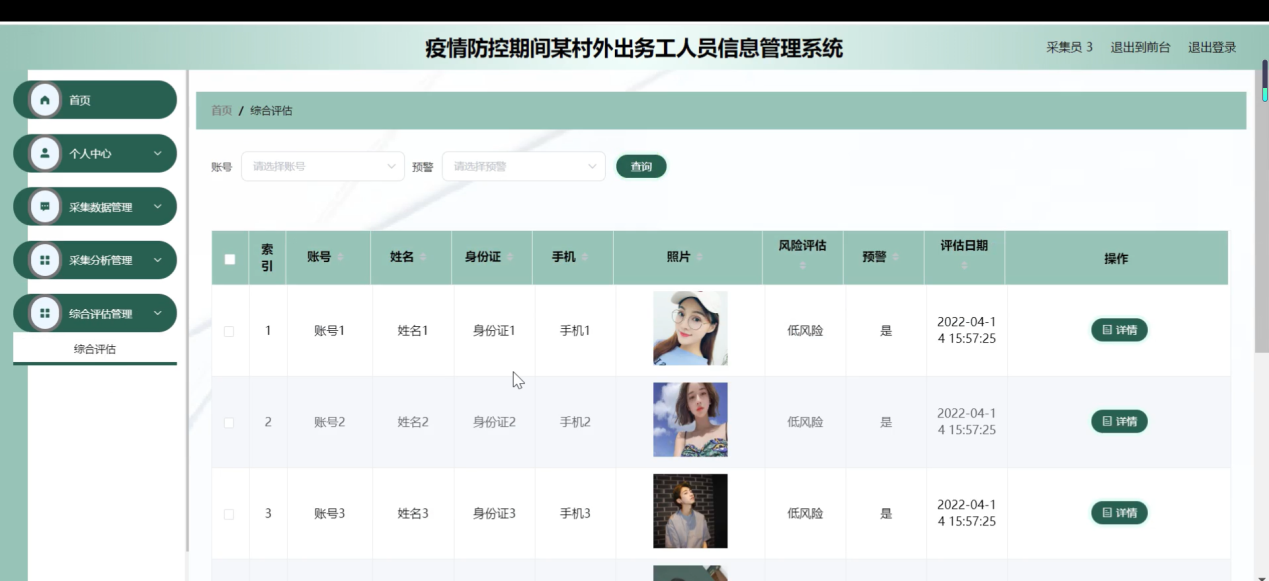 疫情防控期间某村外出务工人员信息管理系统
采集员 3 退出到前台 退出登录
首页
个人中心
采集数据管理
采集分析管理
综合评估管理
综合评估
首页 / 综合评估
账号 请选择账号 预警 请选择预警 查询
索引 账号 姓名 身份证 手机 照片 风险评估 预警 评估日期 操作
1 账号1 姓名1 身份证1 手机1 低风险 是 2022-04-1
4 15:57:25 详情
2 账号2 姓名2 身份证2 手机2 低风险 是 2022-04-1
4 15:57:25 详情
3 账号3 姓名3 身份证3 手机3 低风险 是 2022-04-1
4 15:57:25 详情